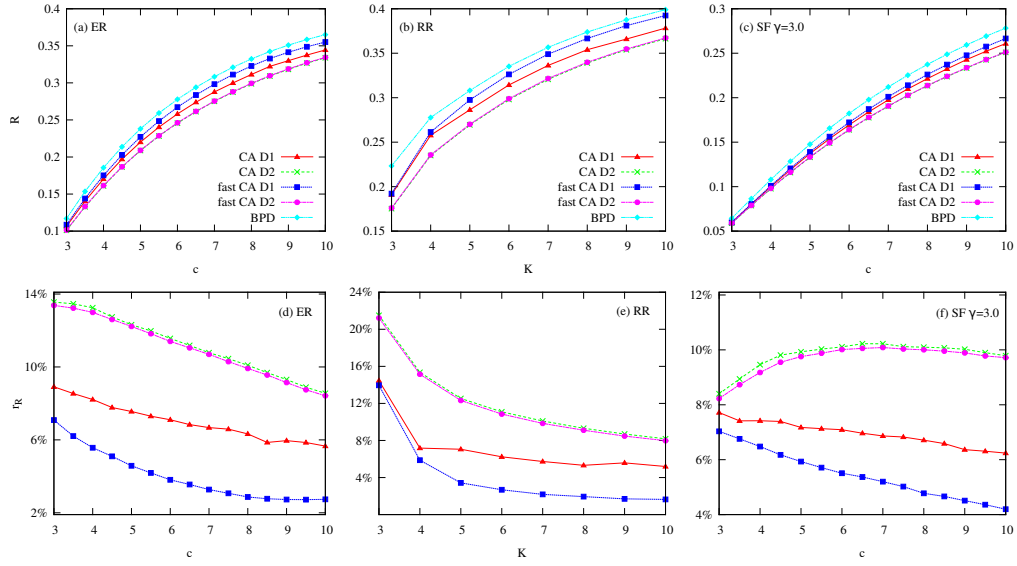 (a) ER
R
0.4
0.35
0.3
0.25
0.2
0.15
0.1
CA D1
CA D2
fast CA D1
fast CA D2
BPD
3 4 5 6 7 8 9 10
c
(b) RR
0.4
0.35
0.3
0.25
0.2
0.15
CA D1
CA D2
fast CA D1
fast CA D2
BPD
3 4 5 6 7 8 9 10
K
(c) SF γ=3.0
0.3
0.25
0.2
0.15
0.1
0.05
CA D1
CA D2
fast CA D1
fast CA D2
BPD
3 4 5 6 7 8 9 10
c
(d) ER
r_R
14%
10%
6%
2%
3 4 5 6 7 8 9 10
c
(e) RR
24%
20%
16%
12%
8%
4%
3 4 5 6 7 8 9 10
K
(f) SF γ=3.0
12%
10%
8%
6%
4%
3 4 5 6 7 8 9 10
c